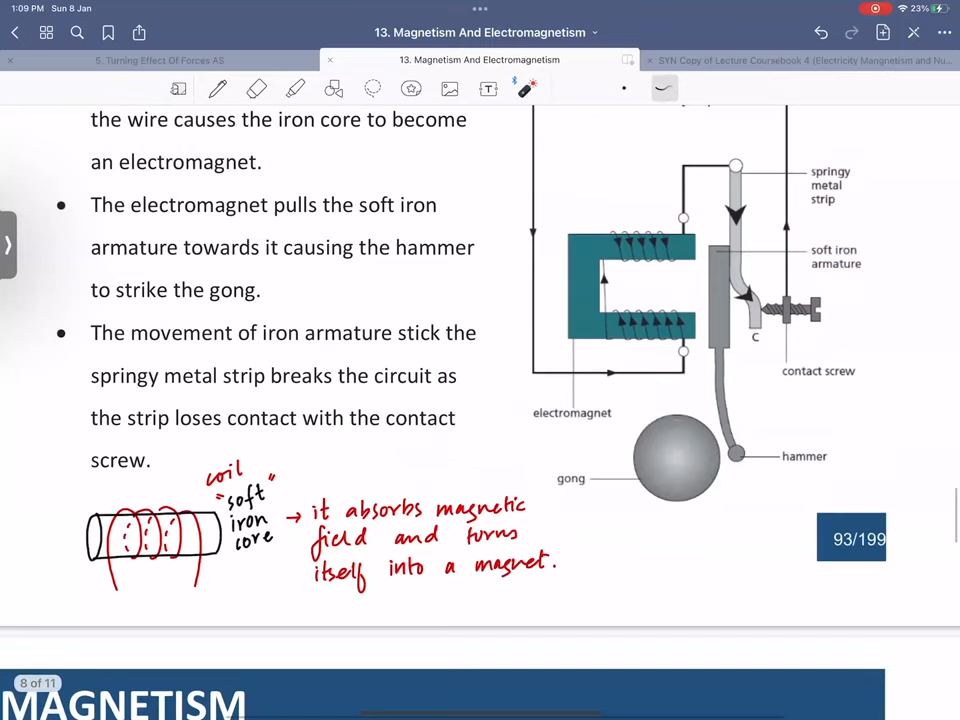 1:09 PM Sun 8 Jan
23%
13. Magnetism And Electromagnetism
5. Turning Effect Of Forces AS
13. Magnetism And Electromagnetism
SYN Copy of Lecture Coursebook 4 (Electricity Mangnetism and Nu...
the wire causes the iron core to become
an electromagnet.
• The electromagnet pulls the soft iron
armature towards it causing the hammer
to strike the gong.
• The movement of iron armature stick the
springy metal strip breaks the circuit as
the strip loses contact with the contact
screw.
springy
metal
strip
soft iron
armature
C
contact screw
electromagnet
gong
hammer
coil
"soft"
iron
core
→ it absorbs magnetic
field and turns
itself into a magnet.
93/199
8 of 11
MAGNETISM